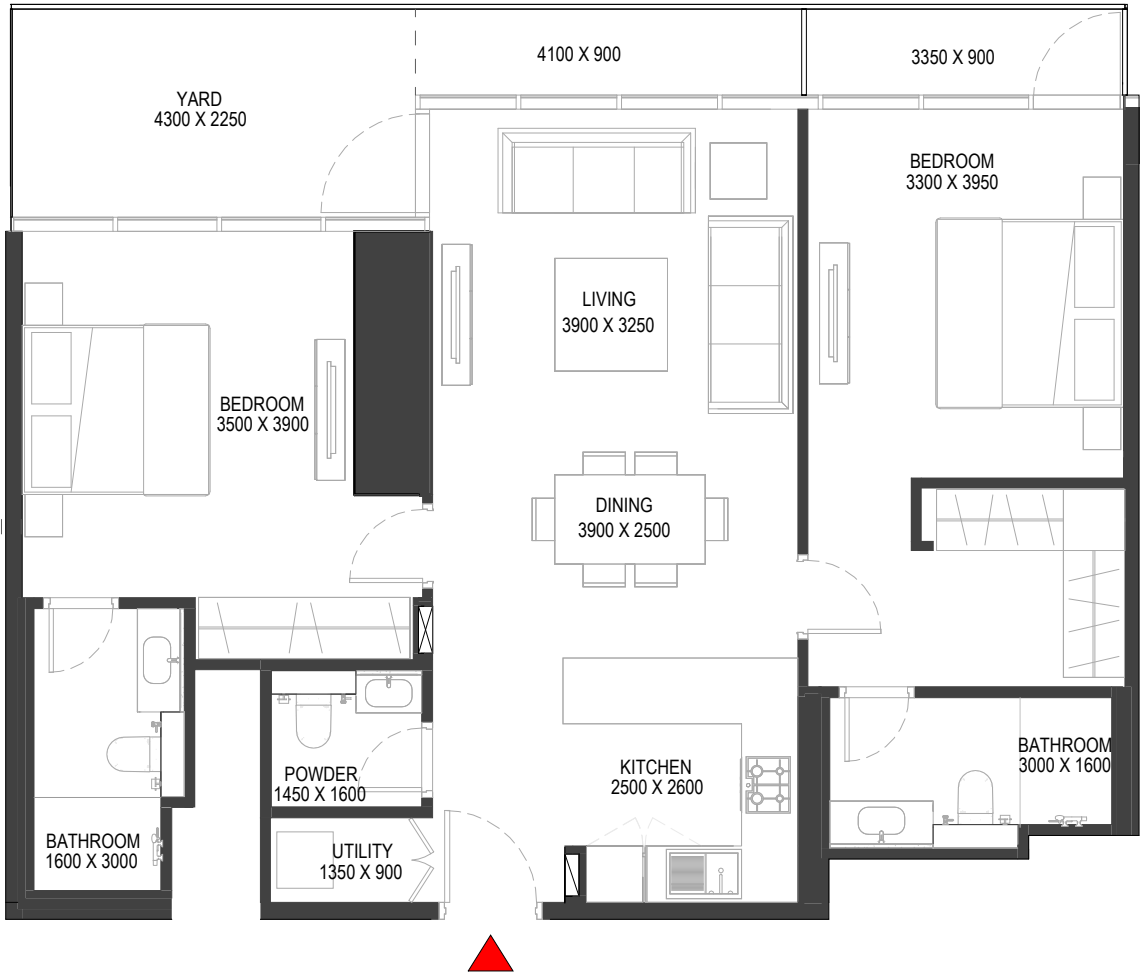 4100 X 900
3350 X 900
YARD
4300 X 2250
BEDROOM
3300 X 3950
LIVING
3900 X 3250
BEDROOM
3500 X 3900
DINING
3900 X 2500
KITCHEN
2500 X 2600
BATHROOM
3000 X 1600
POWDER
1450 X 1600
BATHROOM
1600 X 3000
UTILITY
1350 X 900